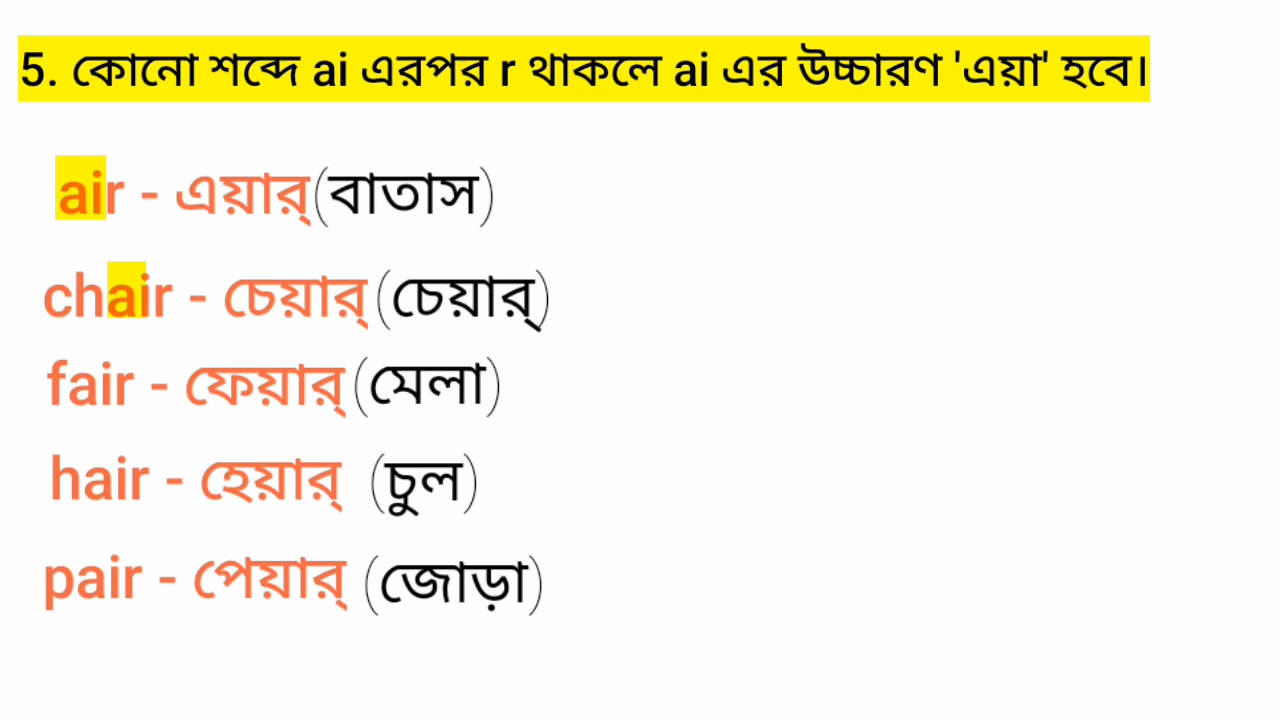 5. কোনো শব্দে ai এরপর r থাকলে ai এর উচ্চারণ 'এয়া' হবে।
air - এয়ার্(বাতাস)
chair - চেয়ার্ (চেয়ার্)
fair - ফেয়ার্ (মেলা)
hair - হেয়ার্ (চুল)
pair - পেয়ার্ (জোড়া)